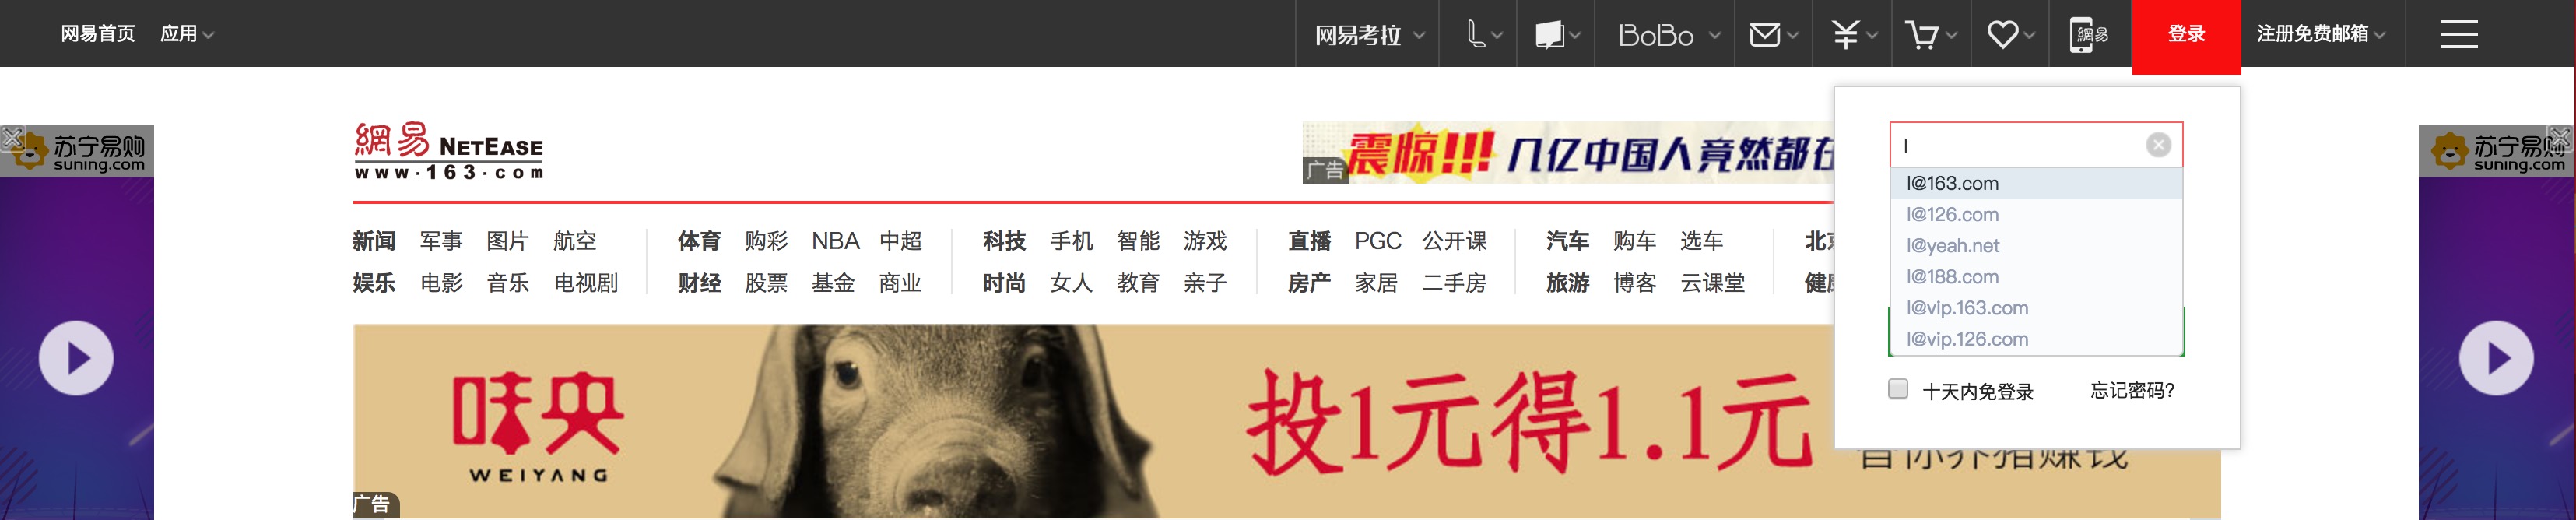 网易首页 应用 网易考拉 BoBo 網易 登录 注册免费邮箱
苏宁易购
suning.com
網易 NETEASE
www.163.com
广告 震惊!!! 几亿中国人竟然都在
苏宁易购
suning.com
l
l@163.com
l@126.com
l@yeah.net
l@188.com
l@vip.163.com
l@vip.126.com
十天内免登录 忘记密码?
新闻 军事 图片 航空 体育 购彩 NBA 中超 科技 手机 智能 游戏 直播 PGC 公开课 汽车 购车 选车
娱乐 电影 音乐 电视剧 财经 股票 基金 商业 时尚 女人 教育 亲子 房产 家居 二手房 旅游 博客 云课堂
味央
WEIYANG
投1元得1.1元
广告